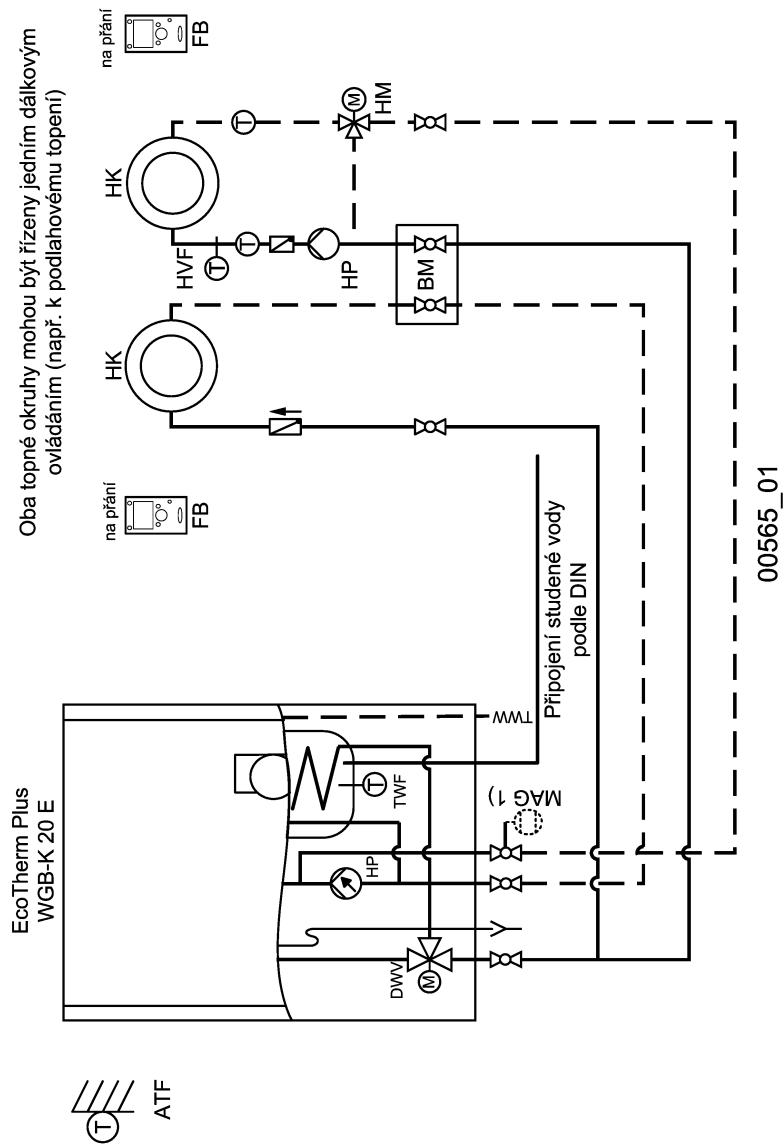 Oba topné okruhy mohou být řízeny jedním dálkovým
ovládáním (např. k podlahovému topení)
EcoTherm Plus
WGB-K 20 E
na přání
FB
na přání
FB
HK
HK
HVF
T
T
T
HP
M
HM
BM
ATF
T
TWF
T
HP
DWV
M
TWW
MAG 1)
Připojení studené vody
podle DIN
00565_01